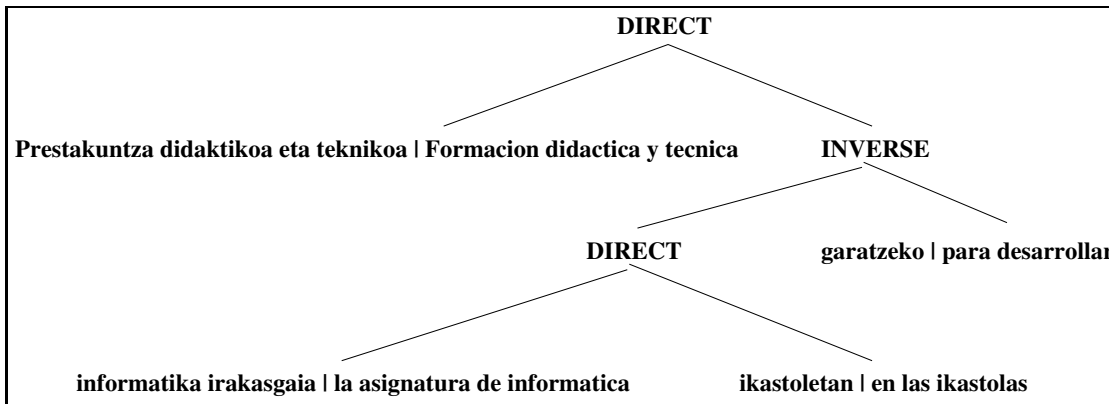 DIRECT
Prestakuntza didaktikoa eta teknikoa | Formacion didactica y tecnica
INVERSE
DIRECT
garatzeko | para desarrollar
informatika irakasgaia | la asignatura de informatica
ikastoletan | en las ikastolas